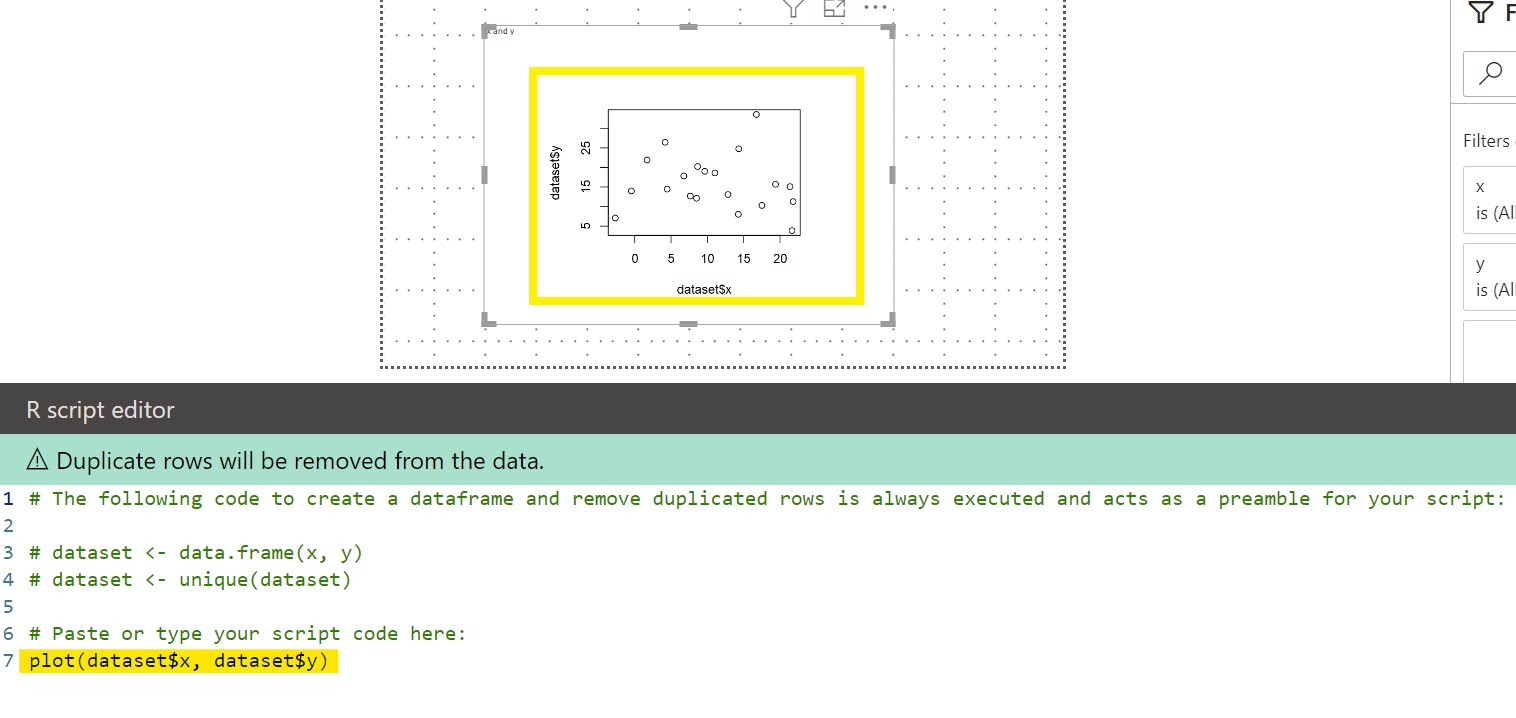 x and y
dataset$y
25
15
5
0 5 10 15 20
dataset$x
F
Filters
x
is (All
y
is (All
R script editor
Duplicate rows will be removed from the data.
1 # The following code to create a dataframe and remove duplicated rows is always executed and acts as a preamble for your script:
2
3 # dataset <- data.frame(x, y)
4 # dataset <- unique(dataset)
5
6 # Paste or type your script code here:
7 plot(dataset$x, dataset$y)